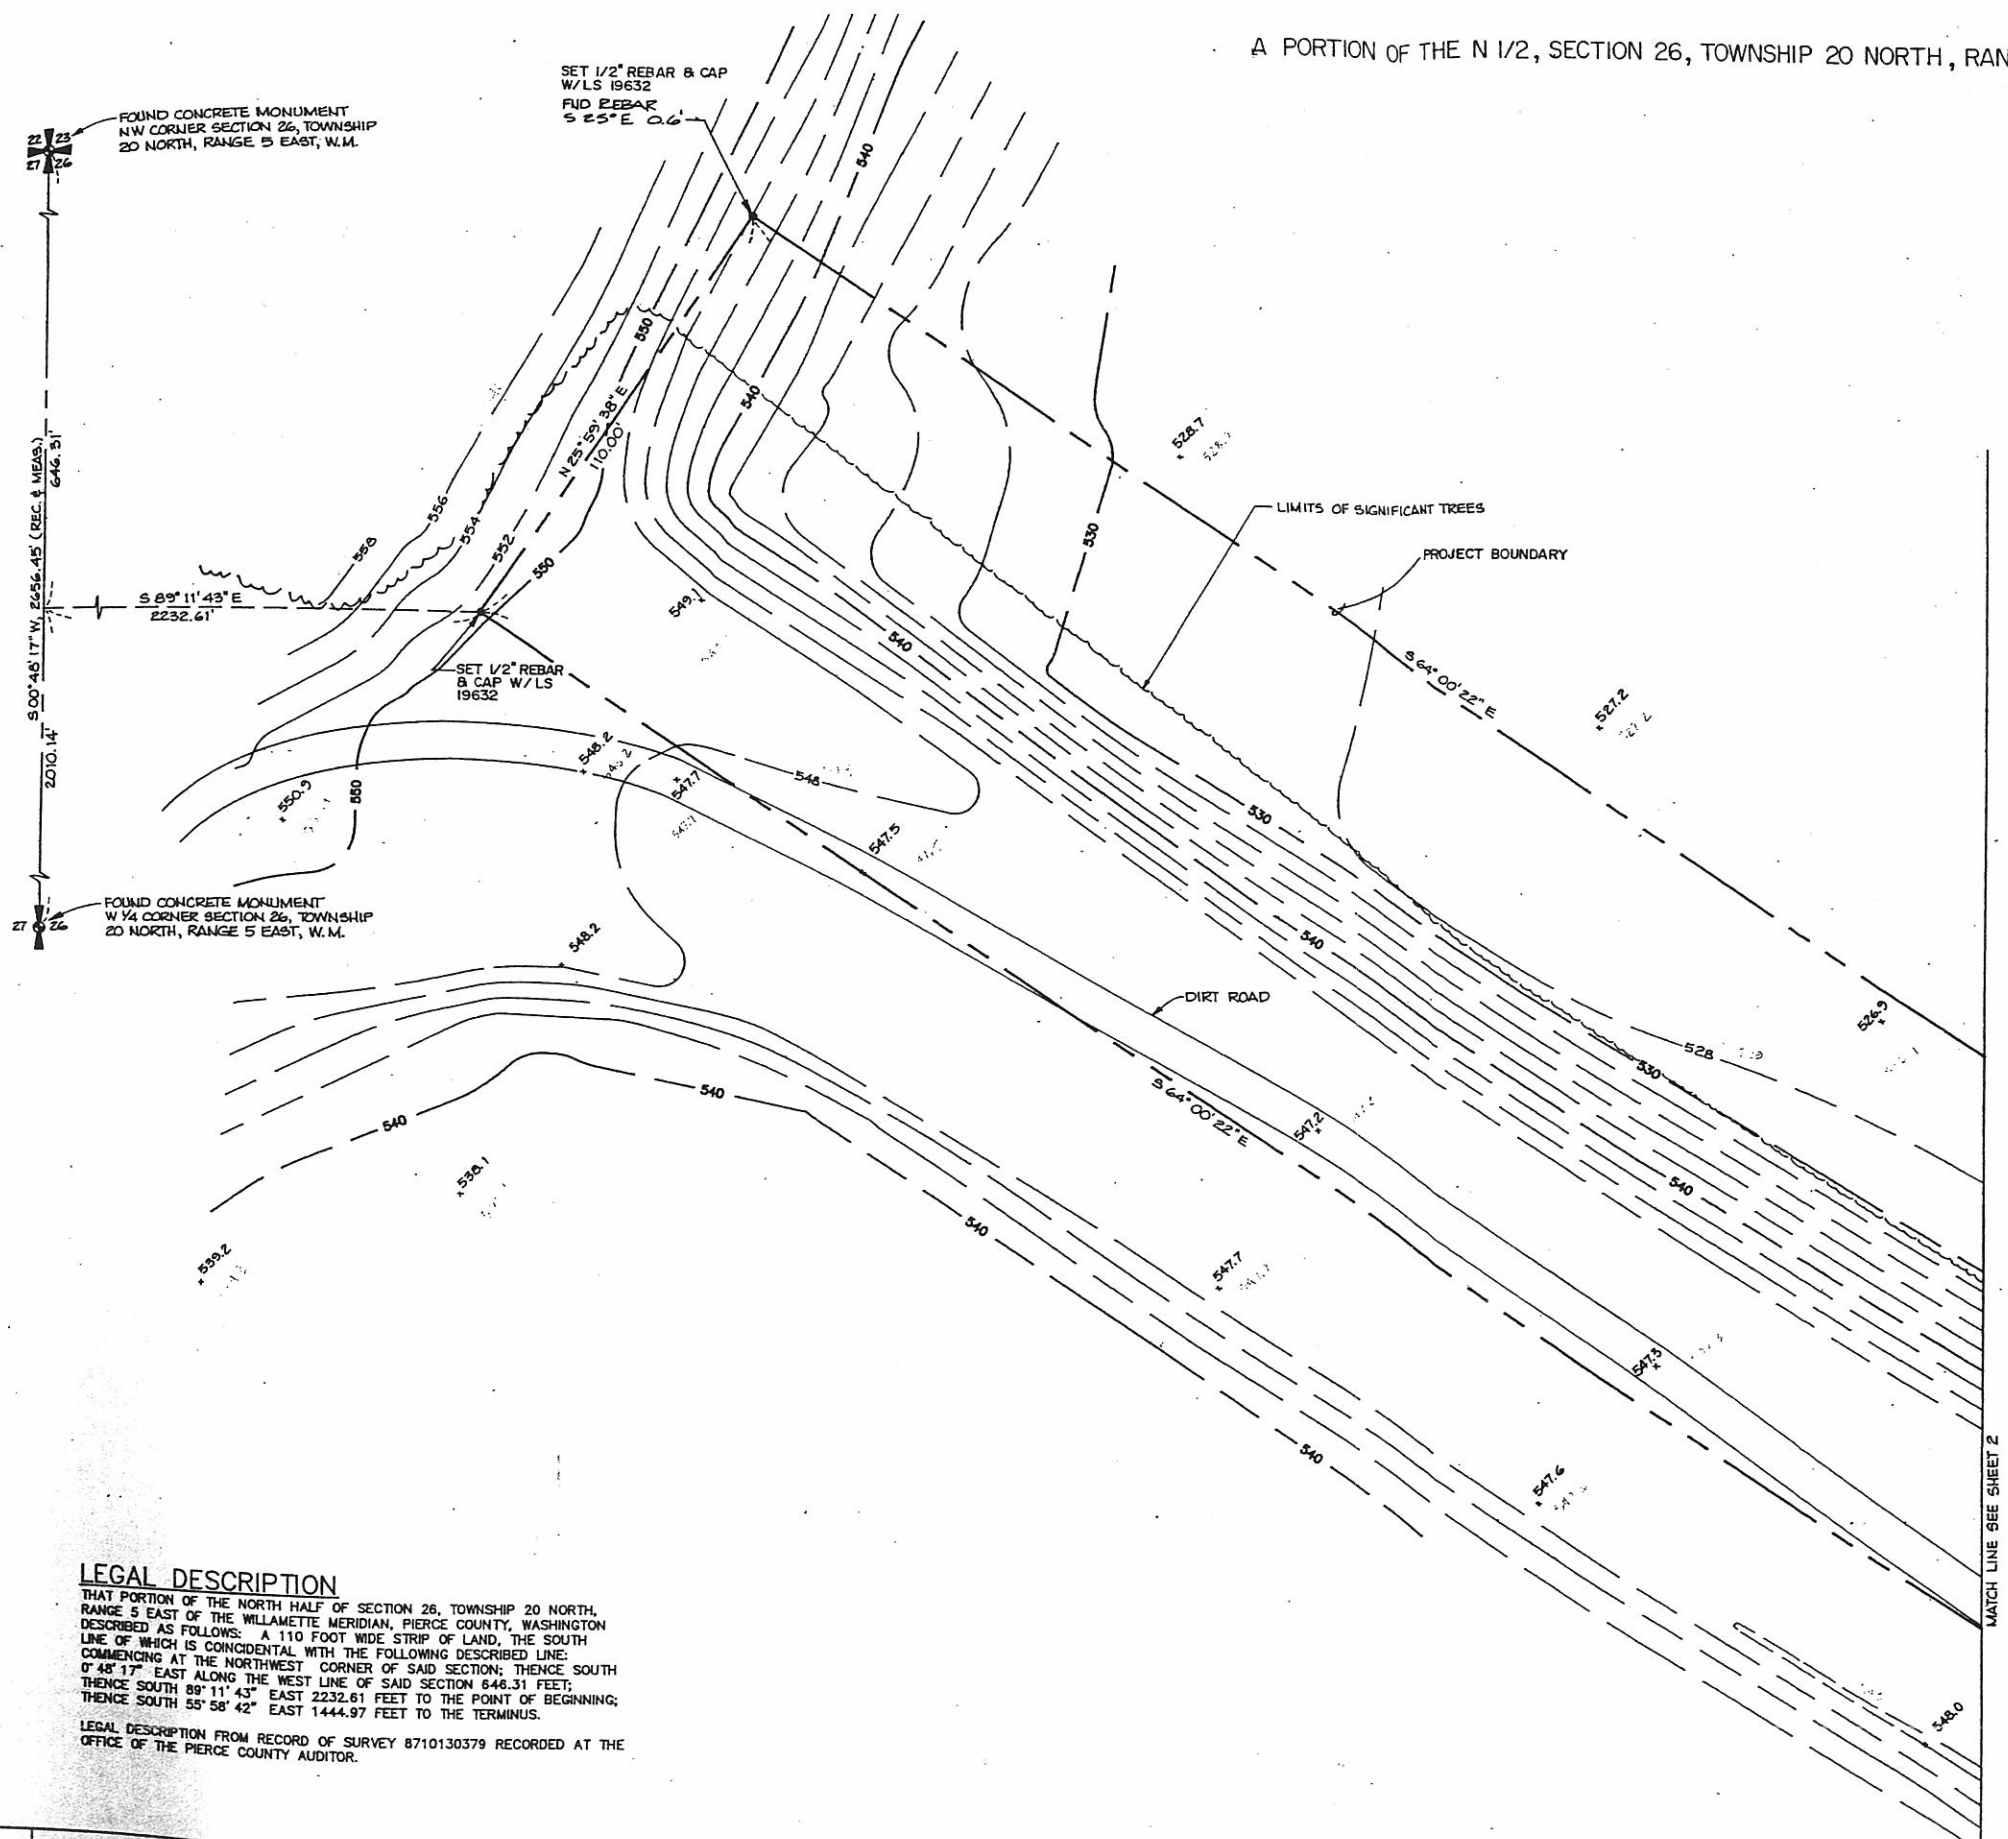 A PORTION OF THE N 1/2, SECTION 26, TOWNSHIP 20 NORTH, RAN
SET 1/2" REBAR & CAP
W/LS 19632
FND REBAR
S 25° E 0.6'
FOUND CONCRETE MONUMENT
NW CORNER SECTION 26, TOWNSHIP
20 NORTH, RANGE 5 EAST, W.M.
22 23
27 26
540
550
540
N 25° 59' 38" E
110.00'
528.7
S 00° 48' 17" W, 2656.45' (REC. & MEAS.)
646.31'
2010.14'
556
554
552
550
558
530
LIMITS OF SIGNIFICANT TREES
PROJECT BOUNDARY
S 89° 11' 43" E
2232.61'
549.1
540
SET 1/2" REBAR
& CAP W/LS
19632
S 64° 00' 22" E
527.2
548.2
547.7
548
550.9
550
547.5
530
FOUND CONCRETE MONUMENT
W 1/4 CORNER SECTION 26, TOWNSHIP
20 NORTH, RANGE 5 EAST, W.M.
27 26
548.2
540
DIRT ROAD
526.9
528
530
540
540
S 64° 00' 22" E
547.2
538.1
540
540
539.2
547.7
547.3
540
547.6
MATCH LINE SEE SHEET 2
548.0
LEGAL DESCRIPTION
THAT PORTION OF THE NORTH HALF OF SECTION 26, TOWNSHIP 20 NORTH,
RANGE 5 EAST OF THE WILLAMETTE MERIDIAN, PIERCE COUNTY, WASHINGTON
DESCRIBED AS FOLLOWS: A 110 FOOT WIDE STRIP OF LAND, THE SOUTH
LINE OF WHICH IS COINCIDENTAL WITH THE FOLLOWING DESCRIBED LINE:
COMMENCING AT THE NORTHWEST CORNER OF SAID SECTION; THENCE SOUTH
0° 48' 17" EAST ALONG THE WEST LINE OF SAID SECTION 646.31 FEET;
THENCE SOUTH 89° 11' 43" EAST 2232.61 FEET TO THE POINT OF BEGINNING;
THENCE SOUTH 55° 58' 42" EAST 1444.97 FEET TO THE TERMINUS.
LEGAL DESCRIPTION FROM RECORD OF SURVEY 8710130379 RECORDED AT THE
OFFICE OF THE PIERCE COUNTY AUDITOR.